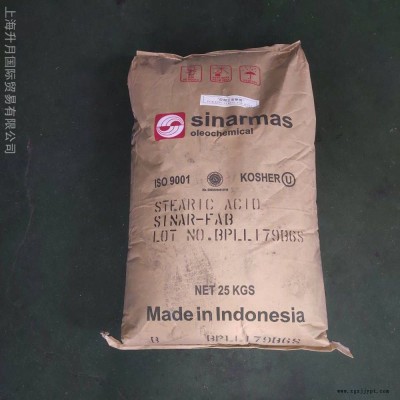 上海升月国际贸易有限公司
sinarmas
oleochemical
ISO 9001
KOSHER U
STEARIC ACID
SINAR-FAB
LOT NO.BPLL179BGS
NET 25 KGS
Made in Indonesia
BPLL179BGS